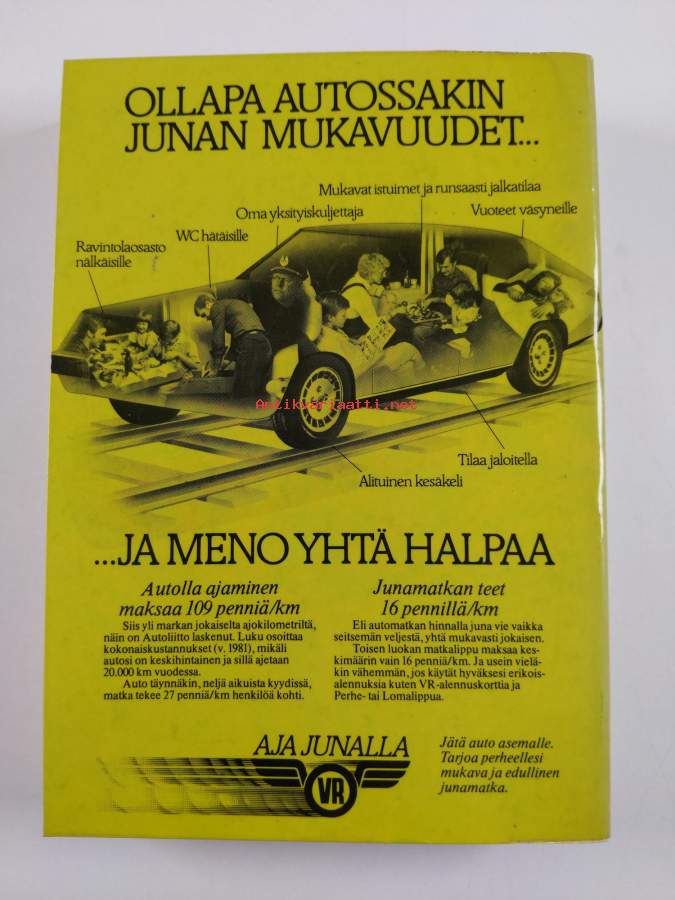 OLLAPA AUTOSSAKIN
JUNAN MUKAVUUDET...
Mukavat istuimet ja runsaasti jalkatilaa
Oma yksityiskuljettaja
Vuoteet väsyneille
WC hätäisille
Ravintolaosasto
nälkäisille
Antikvariaatti.net
Tilaa jaloitella
Alituinen kesäkeli
...JA MENO YHTÄ HALPAA
Autolla ajaminen
maksaa 109 penniä/km
Siis yli markan jokaiselta ajokilometriltä,
näin on Autoliitto laskenut. Luku osoittaa
kokonaiskustannukset (v. 1981), mikäli
autosi on keskihintainen ja sillä ajetaan
20.000 km vuodessa.
Auto täynnäkin, neljä aikuista kyydissä,
matka tekee 27 penniä/km henkilöä kohti.
Junamatkan teet
16 pennillä/km
Eli automatkan hinnalla juna vie vaikka
seitsemän veljestä, yhtä mukavasti jokaisen.
Toisen luokan matkalippu maksaa kes-
kimäärin vain 16 penniä/km. Ja usein vielä-
kin vähemmän, jos käytät hyväksesi erikois-
alennuksia kuten VR-alennuskorttia ja
Perhe- tai Lomalippua.
AJA JUNALLA
VR
Jätä auto asemalle.
Tarjoa perheellesi
mukava ja edullinen
junamatka.